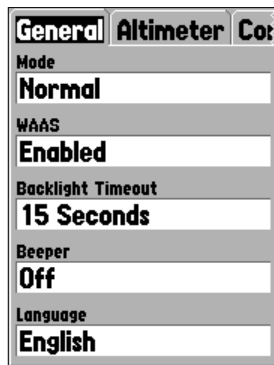 General Altimeter
Mode
Normal
WAAS
Enabled
Backlight Timeout
15 Seconds
Beeper
Off
Language
English